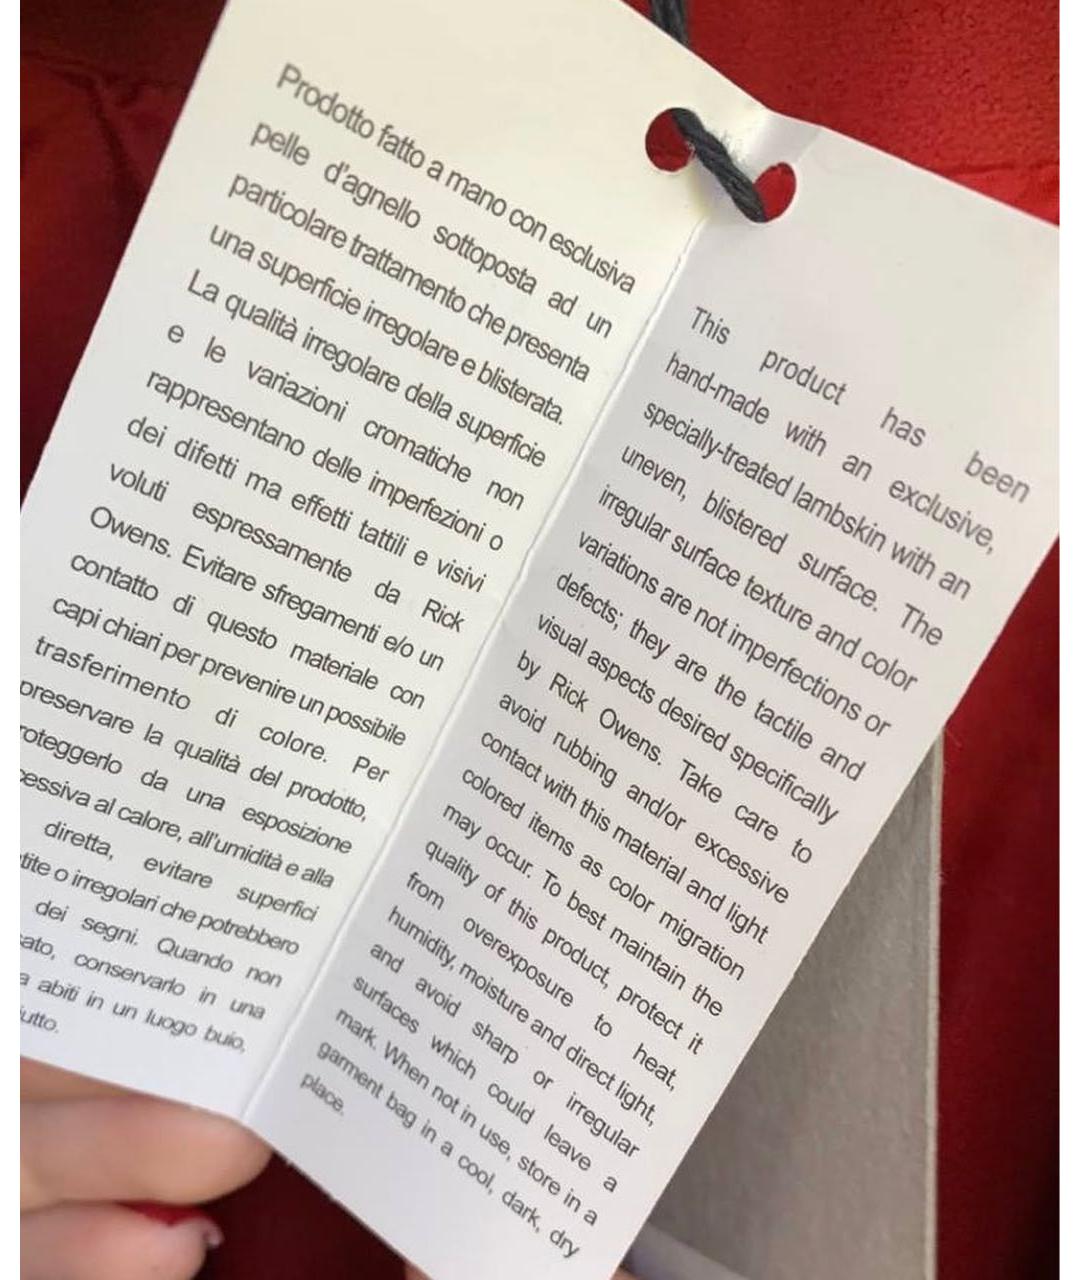 Prodotto fatto a mano con esclusiva
pelle d'agnello sottoposta ad un
particolare trattamento che presenta
una superficie irregolare e blisterata.
La qualità irregolare della superficie
e le variazioni cromatiche non
rappresentano delle imperfezioni o
dei difetti ma effetti tattili e visivi
voluti espressamente da Rick
Owens. Evitare sfregamenti e/o un
contatto di questo materiale con
capi chiari per prevenire un possibile
trasferimento di colore. Per
preservare la qualità del prodotto,
da una esposizione
al calore, all'umidità e alla
diretta, evitare superfici
o irregolari che potrebbero
dei segni. Quando non
conservarlo in una
abiti in un luogo buio,
This product has been
hand-made with an exclusive,
specially-treated lambskin with an
uneven, blistered surface. The
irregular surface texture and color
variations are not imperfections or
defects; they are the tactile and
visual aspects desired specifically
by Rick Owens. Take care to
avoid rubbing and/or excessive
contact with this material and light
colored items as color migration
may occur. To best maintain the
quality of this product, protect it
from overexposure to heat,
humidity, moisture and direct light,
and avoid sharp or irregular
surfaces which could leave a
mark. When not in use, store in a
garment bag in a cool, dark, dry
place.